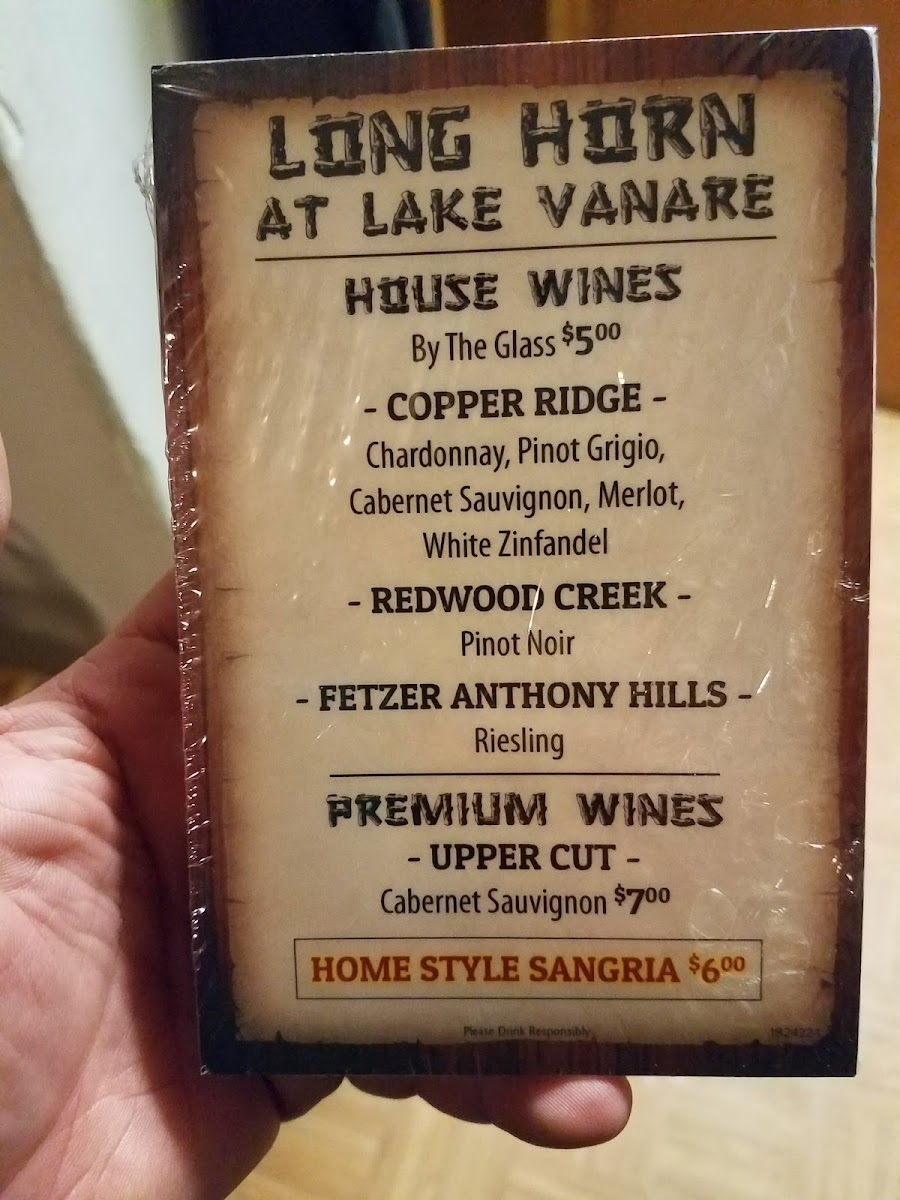 LONG HORN
AT LAKE VANARE
HOUSE WINES
By The Glass $5.00
- COPPER RIDGE -
Chardonnay, Pinot Grigio,
Cabernet Sauvignon, Merlot,
White Zinfandel
- REDWOOD CREEK -
Pinot Noir
- FETZER ANTHONY HILLS -
Riesling
PREMIUM WINES
- UPPER CUT -
Cabernet Sauvignon $7.00
HOME STYLE SANGRIA $6.00
Please Drink Responsibly